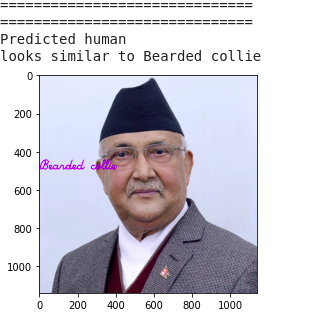 ==============================
==============================
Predicted human
looks similar to Bearded collie
0
200
400
Bearded collie
600
800
1000
0 200 400 600 800 1000